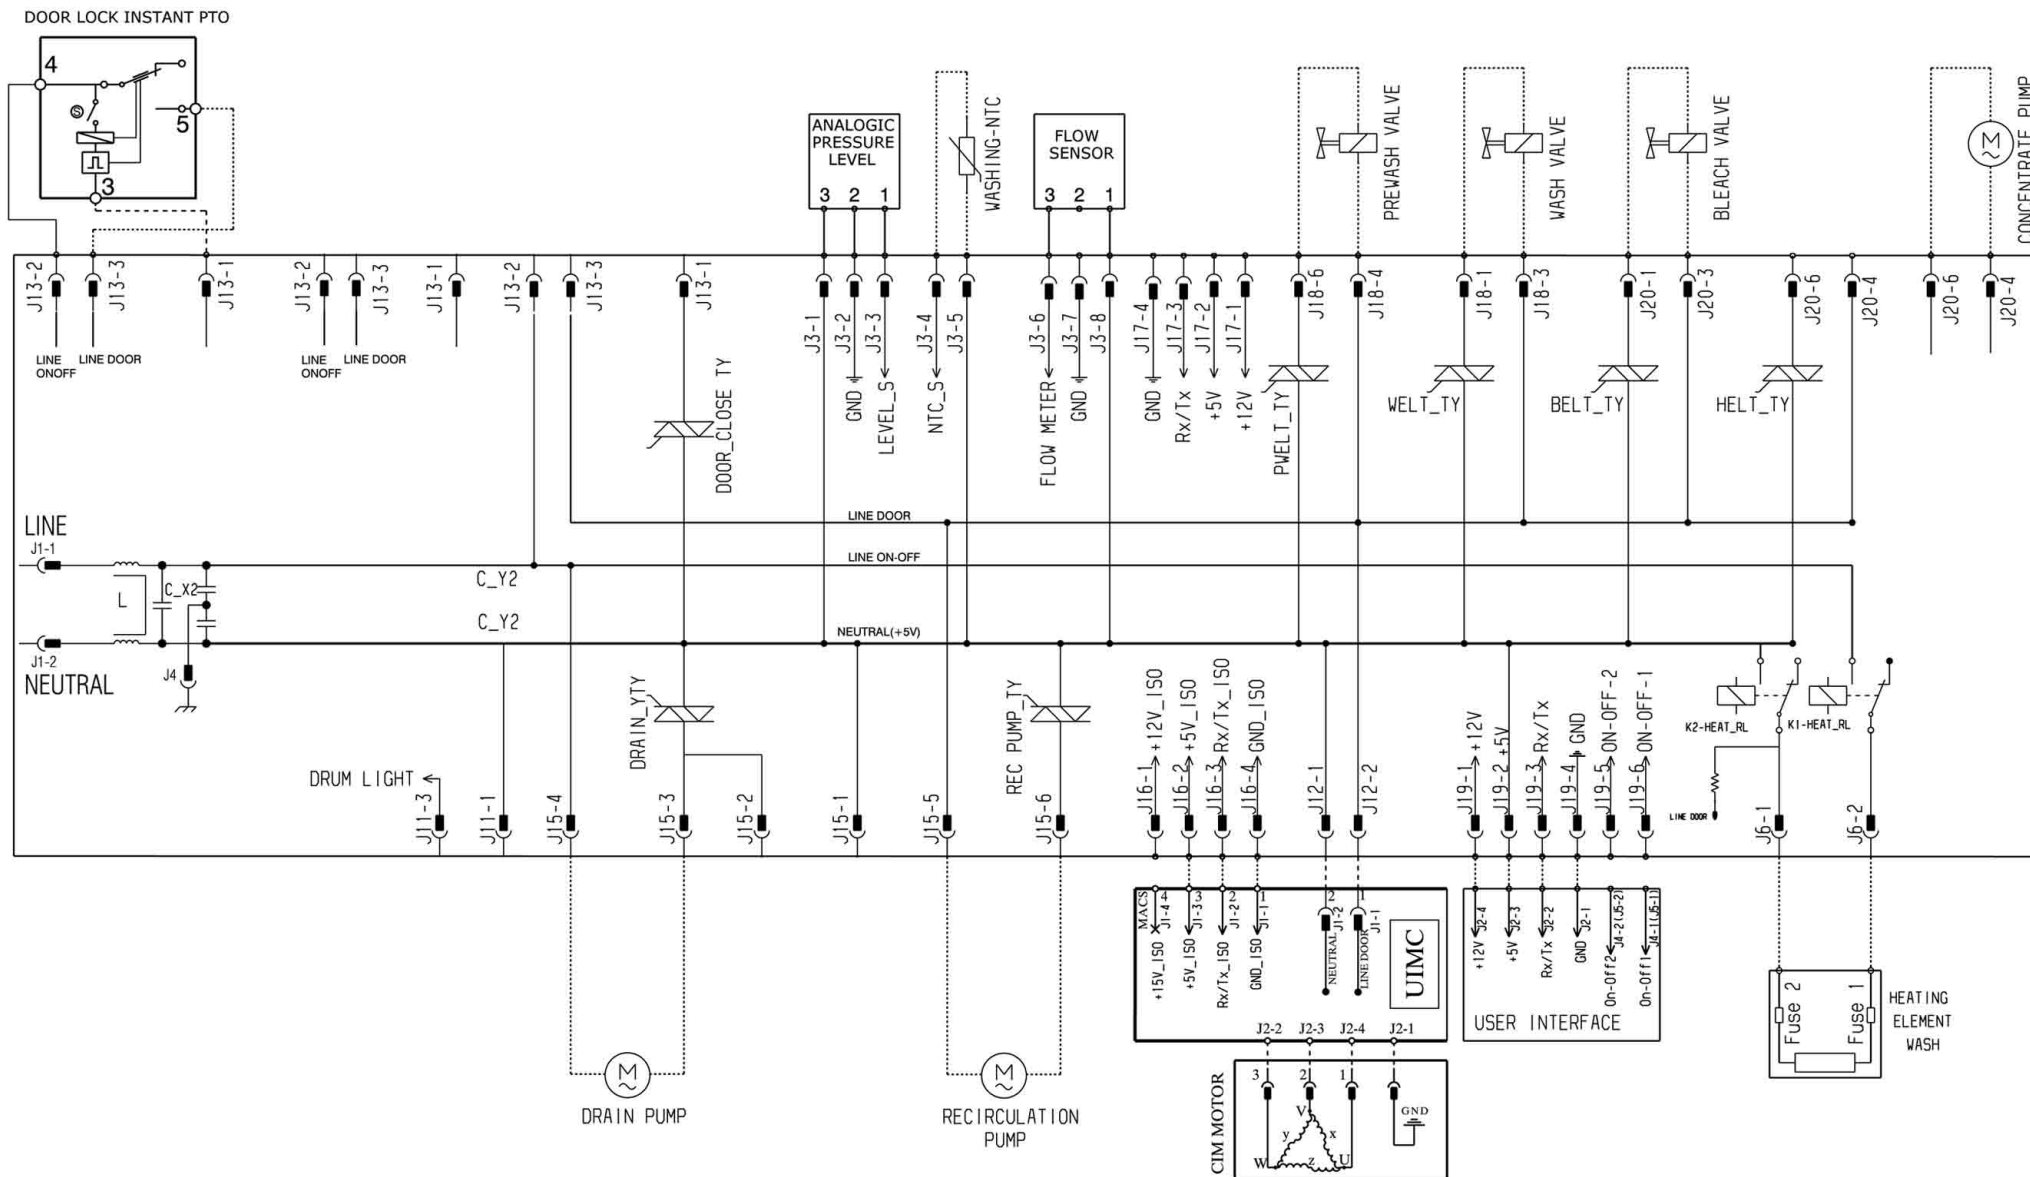 DOOR LOCK INSTANT PTO
4
S
5
3
ANALOGIC
PRESSURE
LEVEL
3 2 1
WASHING-NTC
FLOW
SENSOR
3 2 1
PREWASH VALVE
WASH VALVE
BLEACH VALVE
M
CONCENTRATE PUMP
J13-2
J13-3
J13-1
J13-2
J13-3
J13-1
J13-2
J13-3
J13-1
J3-1
J3-2
J3-3
J3-4
J3-5
J3-6
J3-7
J3-8
J17-4
J17-3
J17-2
J17-1
J18-6
J18-4
J18-1
J18-3
J20-1
J20-3
J20-6
J20-4
J20-6
J20-4
LINE
ONOFF
LINE DOOR
LINE
ONOFF
LINE DOOR
DOOR_CLOSE TY
GND
LEVEL_S
NTC_S
FLOW METER
GND
GND
Rx/Tx
+5V
+12V
PWELT_TY
WELT_TY
BELT_TY
HELT_TY
LINE DOOR
LINE
J1-1
LINE ON-OFF
L
C_X2
C_Y2
C_Y2
NEUTRAL(+5V)
J1-2
NEUTRAL
J4
DRUM LIGHT
DRAIN_YTY
REC PUMP_TY
+12V_ISO
+5V_ISO
Rx/Tx_ISO
GND_ISO
+12V
+5V
Rx/Tx
GND
ON-OFF-2
ON-OFF-1
K2-HEAT_RL
K1-HEAT_RL
LINE DOOR
J11-3
J11-1
J15-4
J15-3
J15-2
J15-1
J15-5
J15-6
J16-1
J16-2
J16-3
J16-4
J12-1
J12-2
J19-1
J19-2
J19-3
J19-4
J19-5
J19-6
J6-1
J6-2
MACS
4 3 2 1 2 1
J1-4
J1-3
J1-2
J1-1
J1-2
J1-1
+15V_ISO
+5V_ISO
Rx/Tx_ISO
GND_ISO
NEUTRAL
LINE DOOR
UIMC
J2-2 J2-3 J2-4 J2-1
J2-4
J2-3
J2-2
J2-1
J4-2(J5-2)
J4-1(J5-1)
+12V
+5V
Rx/Tx
GND
On-Off2
On-Off1
USER INTERFACE
Fuse 2
Fuse 1
HEATING
ELEMENT
WASH
M
DRAIN PUMP
M
RECIRCULATION
PUMP
CIM MOTOR
3 2 1
V
y x
W z U
GND